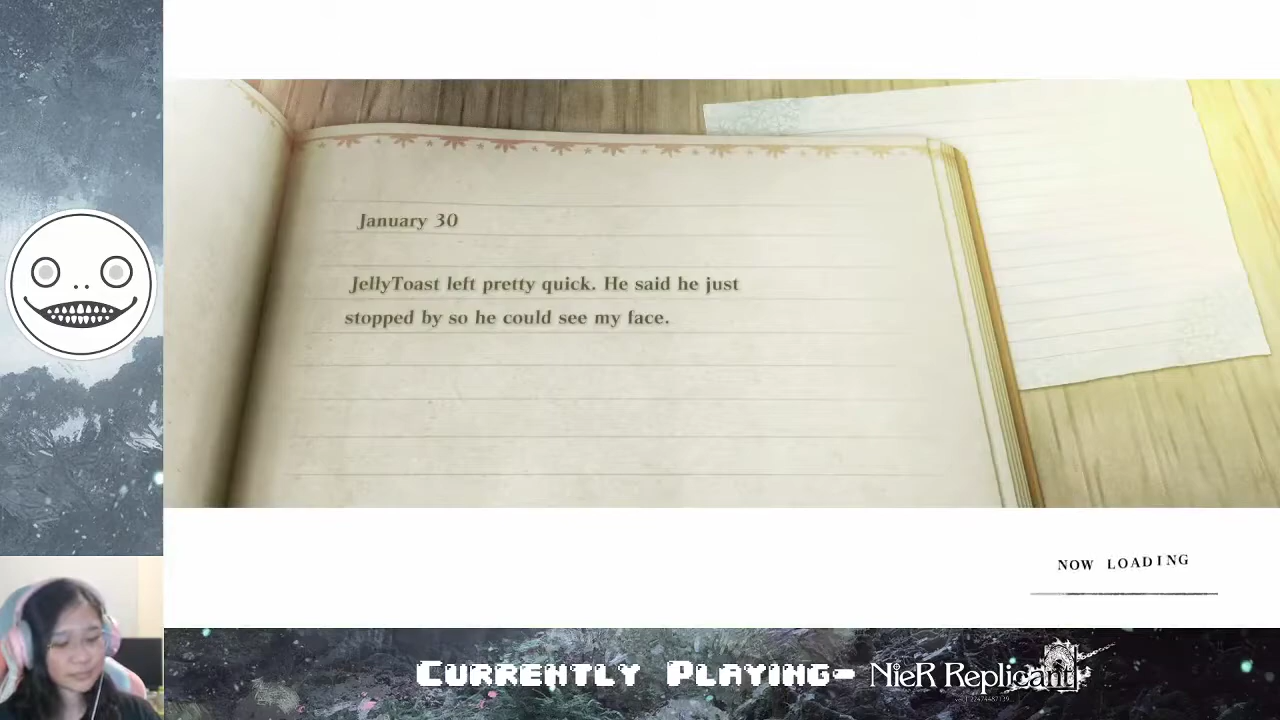 January 30
JellyToast left pretty quick. He said he just
stopped by so he could see my face.
NOW LOADING
CURRENTLY PLAYING- NieR Replicant